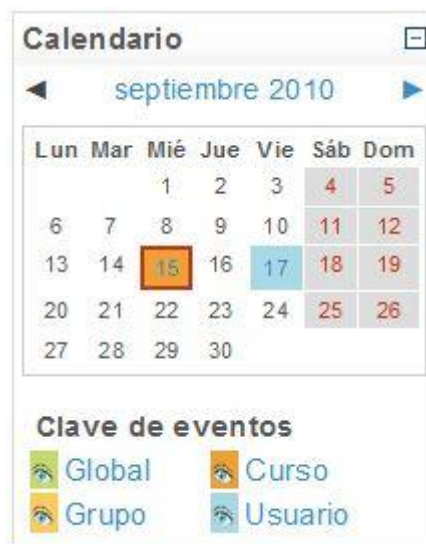 Calendario
septiembre 2010
Lun Mar Mié Jue Vie Sáb Dom
1 2 3 4 5
6 7 8 9 10 11 12
13 14 15 16 17 18 19
20 21 22 23 24 25 26
27 28 29 30
Clave de eventos
Global Curso
Grupo Usuario